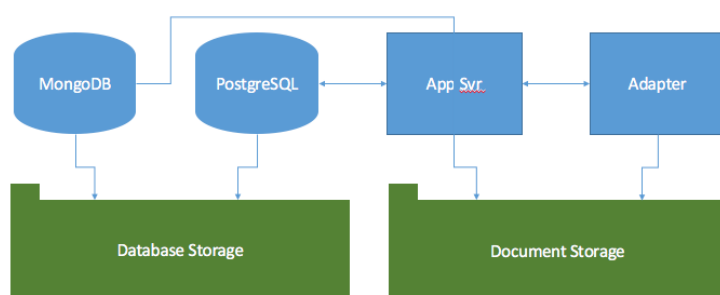 MongoDB
PostgreSQL
App Svr
Adapter
Database Storage
Document Storage